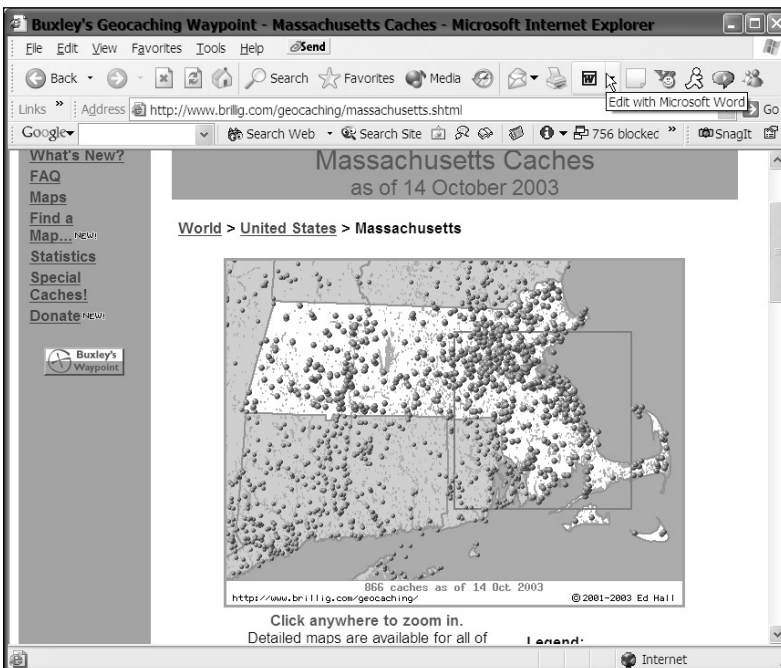 Buxley's Geocaching Waypoint - Massachusetts Caches - Microsoft Internet Explorer
File Edit View Favorites Tools Help Send
Back Search Favorites Media
Edit with Microsoft Word
Links » Address http://www.brillig.com/geocaching/massachusetts.shtml Go
Google Search Web Search Site 756 blocked » SnagIt
What's New?
FAQ
Maps
Find a
Map... NEW!
Statistics
Special
Caches!
Donate NEW!
Buxley's
Waypoint
Massachusetts Caches
as of 14 October 2003
World > United States > Massachusetts
866 caches as of 14 Oct 2003
http://www.brillig.com/geocaching/ ©2001-2003 Ed Hall
Click anywhere to zoom in.
Detailed maps are available for all of
Legend:
Internet